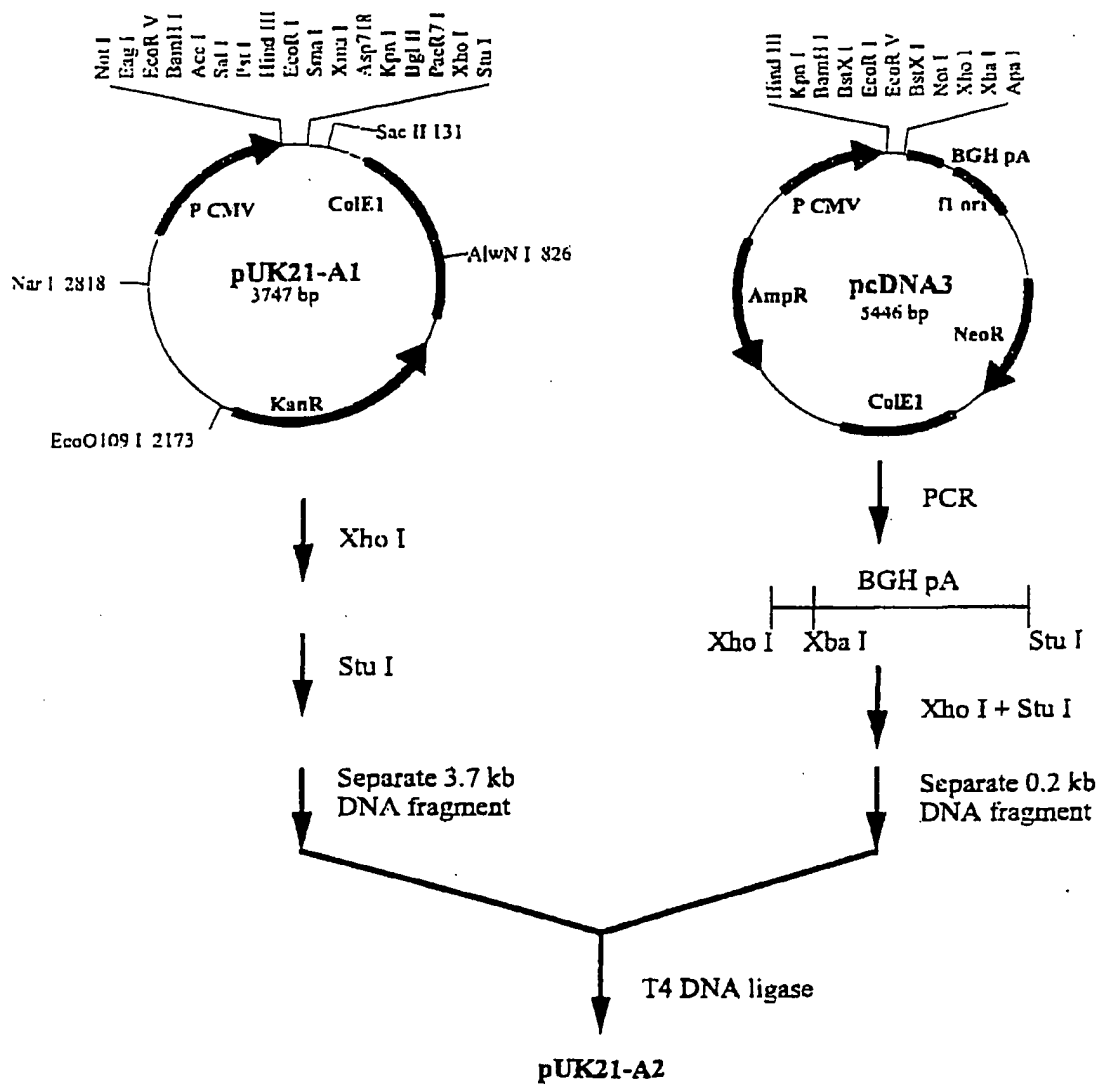 Not I
Eag I
EcoR V
BamH I
Acc I
Sal I
Pst I
Hind III
EcoR I
Sma I
Xma I
Asp718
Kpn I
Bgl II
PaeR7 I
Xho I
Stu I
Sac II 131
P CMV
ColE1
AlwN I 826
pUK21-A1
3747 bp
Nar I 2818
KanR
EcoO109 I 2173
Hind III
Kpn I
BamH I
BstX I
EcoR I
EcoR V
BstX I
Not I
Xho I
Xba I
Apa I
BGH pA
P CMV
f1 ori
AmpR
pcDNA3
5446 bp
NeoR
ColE1
Xho I
Stu I
Separate 3.7 kb
DNA fragment
PCR
BGH pA
Xho I
Xba I
Stu I
Xho I + Stu I
Separate 0.2 kb
DNA fragment
T4 DNA ligase
pUK21-A2